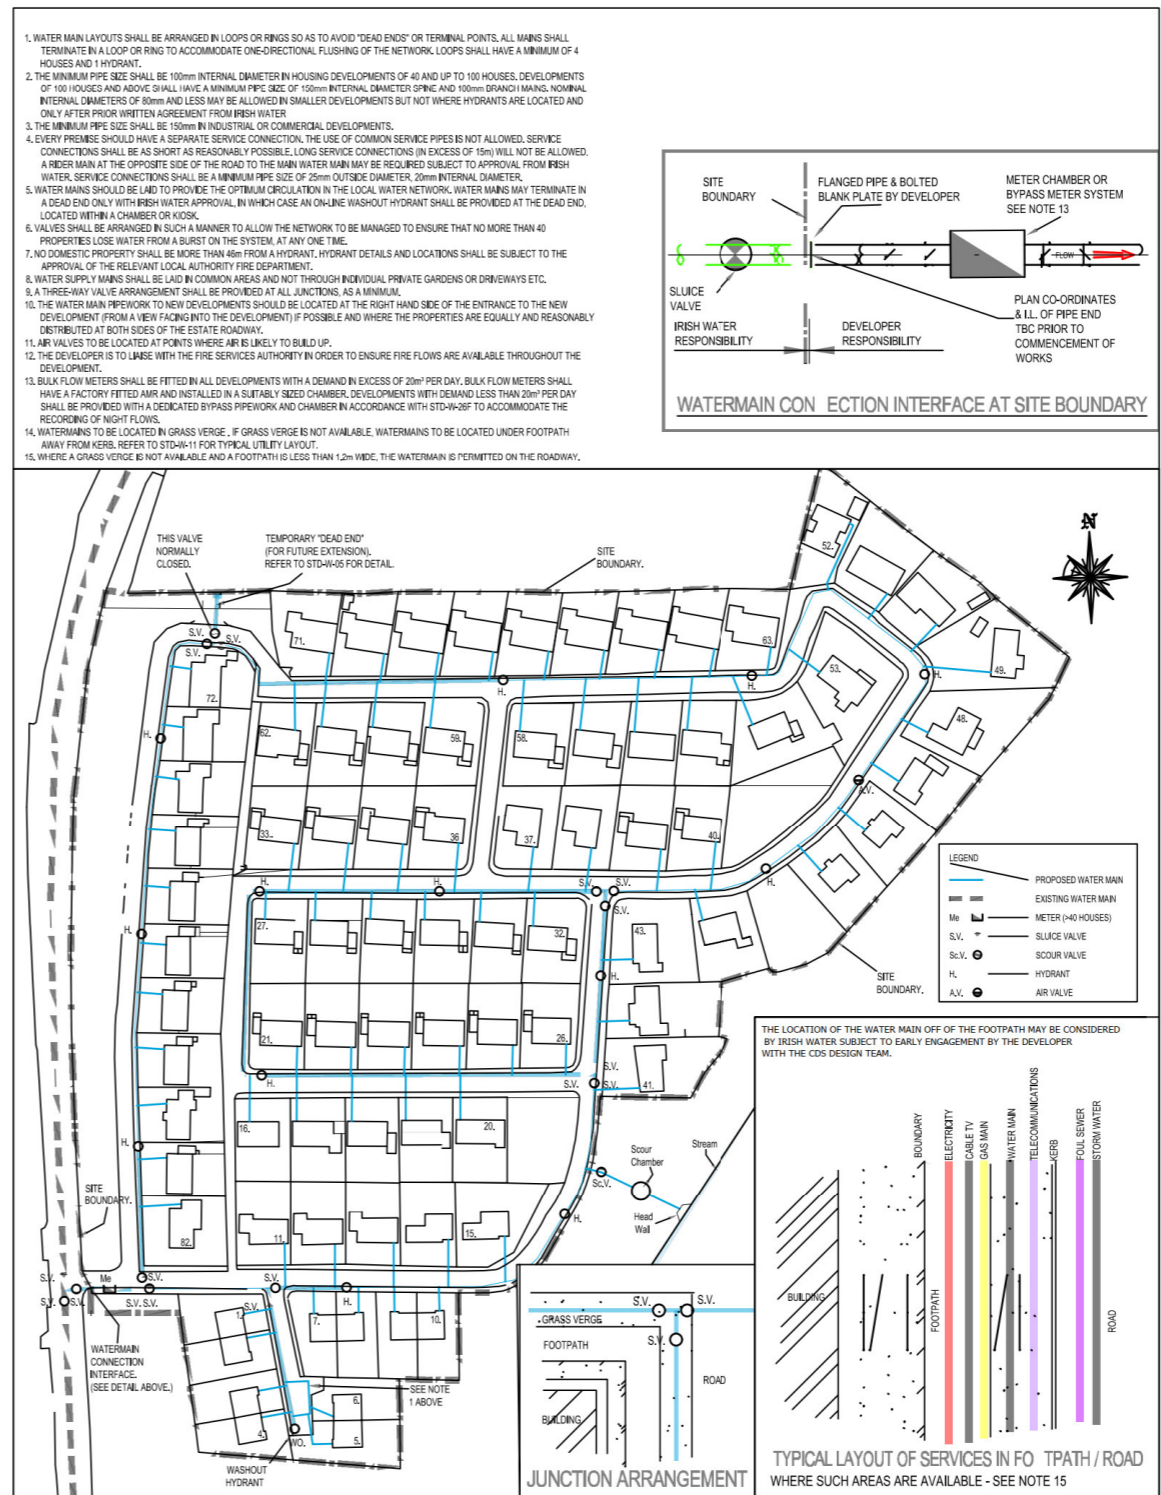 1. WATER MAIN LAYOUTS SHALL BE ARRANGED IN LOOPS OR RINGS SO AS TO AVOID "DEAD ENDS" OR TERMINAL POINTS. ALL MAINS SHALL
TERMINATE IN A LOOP OR RING TO ACCOMMODATE ONE-DIRECTIONAL FLUSHING OF THE NETWORK. LOOPS SHALL HAVE A MINIMUM OF 4
HOUSES AND 1 HYDRANT.
2. THE MINIMUM PIPE SIZE SHALL BE 100mm INTERNAL DIAMETER IN HOUSING DEVELOPMENTS OF 40 AND UP TO 100 HOUSES. DEVELOPMENTS
OF 100 HOUSES AND ABOVE SHALL HAVE A MINIMUM PIPE SIZE OF 150mm INTERNAL DIAMETER SPINE AND 100mm BRANCH MAINS. NOMINAL
INTERNAL DIAMETERS OF 80mm AND LESS MAY BE ALLOWED IN SMALLER DEVELOPMENTS BUT NOT WHERE HYDRANTS ARE LOCATED AND
ONLY AFTER PRIOR WRITTEN AGREEMENT FROM IRISH WATER
3. THE MINIMUM PIPE SIZE SHALL BE 150mm IN INDUSTRIAL OR COMMERCIAL DEVELOPMENTS.
4. EVERY PREMISE SHOULD HAVE A SEPARATE SERVICE CONNECTION. THE USE OF COMMON SERVICE PIPES IS NOT ALLOWED. SERVICE
CONNECTIONS SHALL BE AS SHORT AS REASONABLY POSSIBLE. LONG SERVICE CONNECTIONS (IN EXCESS OF 15m) WILL NOT BE ALLOWED.
A RIDER MAIN AT THE OPPOSITE SIDE OF THE ROAD TO THE MAIN WATER MAIN MAY BE REQUIRED SUBJECT TO APPROVAL FROM IRISH
WATER. SERVICE CONNECTIONS SHALL BE A MINIMUM PIPE SIZE OF 25mm OUTSIDE DIAMETER, 20mm INTERNAL DIAMETER.
5. WATER MAINS SHOULD BE LAID TO PROVIDE THE OPTIMUM CIRCULATION IN THE LOCAL WATER NETWORK. WATER MAINS MAY TERMINATE IN
A DEAD END ONLY WITH IRISH WATER APPROVAL, IN WHICH CASE AN ON-LINE WASHOUT HYDRANT SHALL BE PROVIDED AT THE DEAD END,
LOCATED WITHIN A CHAMBER OR KIOSK.
6. VALVES SHALL BE ARRANGED IN SUCH A MANNER TO ALLOW THE NETWORK TO BE MANAGED TO ENSURE THAT NO MORE THAN 40
PROPERTIES LOSE WATER FROM A BURST ON THE SYSTEM, AT ANY ONE TIME.
7. NO DOMESTIC PROPERTY SHALL BE MORE THAN 46m FROM A HYDRANT. HYDRANT DETAILS AND LOCATIONS SHALL BE SUBJECT TO THE
APPROVAL OF THE RELEVANT LOCAL AUTHORITY FIRE DEPARTMENT.
8. WATER SUPPLY MAINS SHALL BE LAID IN COMMON AREAS AND NOT THROUGH INDIVIDUAL PRIVATE GARDENS OR DRIVEWAYS ETC.
9. A THREE-WAY VALVE ARRANGEMENT SHALL BE PROVIDED AT ALL JUNCTIONS, AS A MINIMUM.
10. THE WATER MAIN PIPEWORK TO NEW DEVELOPMENTS SHOULD BE LOCATED AT THE RIGHT HAND SIDE OF THE ENTRANCE TO THE NEW
DEVELOPMENT (FROM A VIEW FACING INTO THE DEVELOPMENT) IF POSSIBLE AND WHERE THE PROPERTIES ARE EQUALLY AND REASONABLY
DISTRIBUTED AT BOTH SIDES OF THE ESTATE ROADWAY.
11. AIR VALVES TO BE LOCATED AT POINTS WHERE AIR IS LIKELY TO BUILD UP.
12. THE DEVELOPER IS TO LIAISE WITH THE FIRE SERVICES AUTHORITY IN ORDER TO ENSURE FIRE FLOWS ARE AVAILABLE THROUGHOUT THE
DEVELOPMENT.
13. BULK FLOW METERS SHALL BE FITTED IN ALL DEVELOPMENTS WITH A DEMAND IN EXCESS OF 20m³ PER DAY. BULK FLOW METERS SHALL
HAVE A FACTORY FITTED AMR AND INSTALLED IN A SUITABLY SIZED CHAMBER. DEVELOPMENTS WITH DEMAND LESS THAN 20m³ PER DAY
SHALL BE PROVIDED WITH A DEDICATED BYPASS PIPEWORK AND CHAMBER IN ACCORDANCE WITH STD-W-26F TO ACCOMMODATE THE
RECORDING OF NIGHT FLOWS.
14. WATERMAINS TO BE LOCATED IN GRASS VERGE . IF GRASS VERGE IS NOT AVAILABLE, WATERMAINS TO BE LOCATED UNDER FOOTPATH
AWAY FROM KERB. REFER TO STD-W-11 FOR TYPICAL UTILITY LAYOUT.
15. WHERE A GRASS VERGE IS NOT AVAILABLE AND A FOOTPATH IS LESS THAN 1.2m WIDE, THE WATERMAIN IS PERMITTED ON THE ROADWAY.
SITE
BOUNDARY
FLANGED PIPE & BOLTED
BLANK PLATE BY DEVELOPER
METER CHAMBER OR
BYPASS METER SYSTEM
SEE NOTE 13
FLOW
SLUICE
VALVE
IRISH WATER
RESPONSIBILITY
DEVELOPER
RESPONSIBILITY
PLAN CO-ORDINATES
& I.L. OF PIPE END
TBC PRIOR TO
COMMENCEMENT OF
WORKS
WATERMAIN CON ECTION INTERFACE AT SITE BOUNDARY
THIS VALVE
NORMALLY
CLOSED.
TEMPORARY "DEAD END"
(FOR FUTURE EXTENSION).
REFER TO STD-W-05 FOR DETAIL.
SITE
BOUNDARY.
N
52.
S.V.
S.V.
S.V.
71.
63.
53.
49.
72.
H.
H.
H.
48.
H.
62.
59.
58.
A.V.
33.
36
37.
40.
H.
H.
H.
S.V.
S.V.
S.V.
27.
32.
43.
H.
H.
SITE
BOUNDARY.
LEGEND
PROPOSED WATER MAIN
EXISTING WATER MAIN
Me METER (>40 HOUSES)
S.V. SLUICE VALVE
Sc.V. SCOUR VALVE
H. HYDRANT
A.V. AIR VALVE
21.
26.
H.
S.V.
S.V.
S.V.
41.
16.
20.
H.
Scour
Chamber
Stream
Sc.V.
Head
Wall
H.
SITE
BOUNDARY.
82.
11.
15.
S.V.
Me
S.V.
S.V.
S.V.
S.V.
S.V.
S.V.
H.
1.
S.V.
7.
10.
WATERMAIN
CONNECTION
INTERFACE.
(SEE DETAIL ABOVE.)
SEE NOTE
1 ABOVE
6.
5.
4.
WO.
WASHOUT
HYDRANT
S.V.
S.V.
S.V.
GRASS VERGE
FOOTPATH
ROAD
BUILDING
JUNCTION ARRANGEMENT
THE LOCATION OF THE WATER MAIN OFF OF THE FOOTPATH MAY BE CONSIDERED
BY IRISH WATER SUBJECT TO EARLY ENGAGEMENT BY THE DEVELOPER
WITH THE CDS DESIGN TEAM.
BOUNDARY
ELECTRICITY
CABLE TV
GAS MAIN
WATER MAIN
TELECOMMUNICATIONS
KERB
FOUL SEWER
STORM WATER
BUILDING
FOOTPATH
ROAD
TYPICAL LAYOUT OF SERVICES IN FO TPATH / ROAD
WHERE SUCH AREAS ARE AVAILABLE - SEE NOTE 15